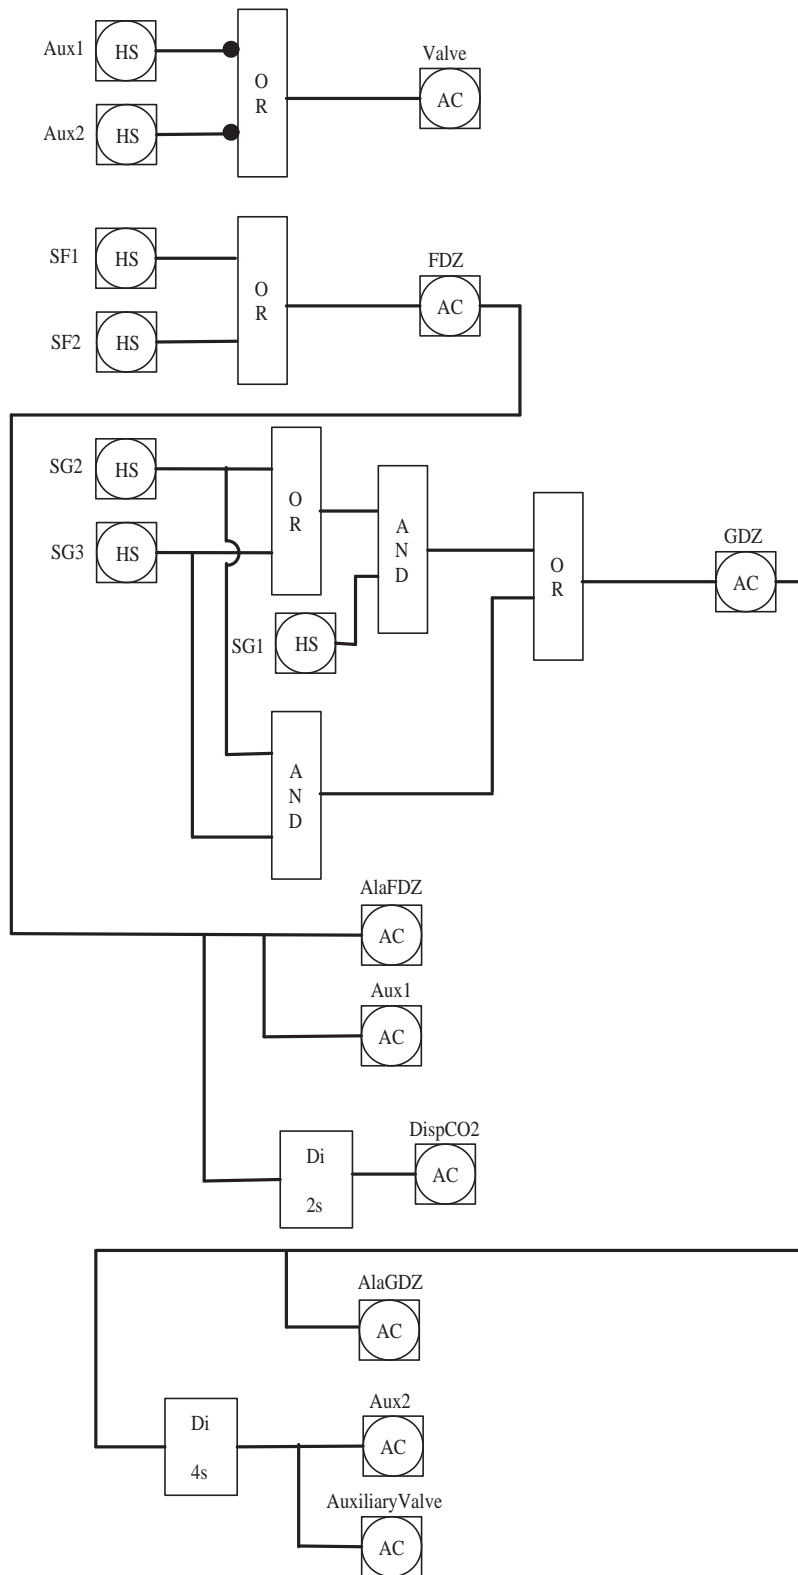 Aux1 HS
O
R
Valve
AC
Aux2 HS
SF1 HS
O
R
FDZ
AC
SF2 HS
SG2 HS
O
R
SG3 HS
A
N
D
SG1 HS
O
R
GDZ
AC
A
N
D
AlaFDZ
AC
Aux1
AC
Di
2s
DispCO2
AC
AlaGDZ
AC
Di
4s
Aux2
AC
AuxiliaryValve
AC